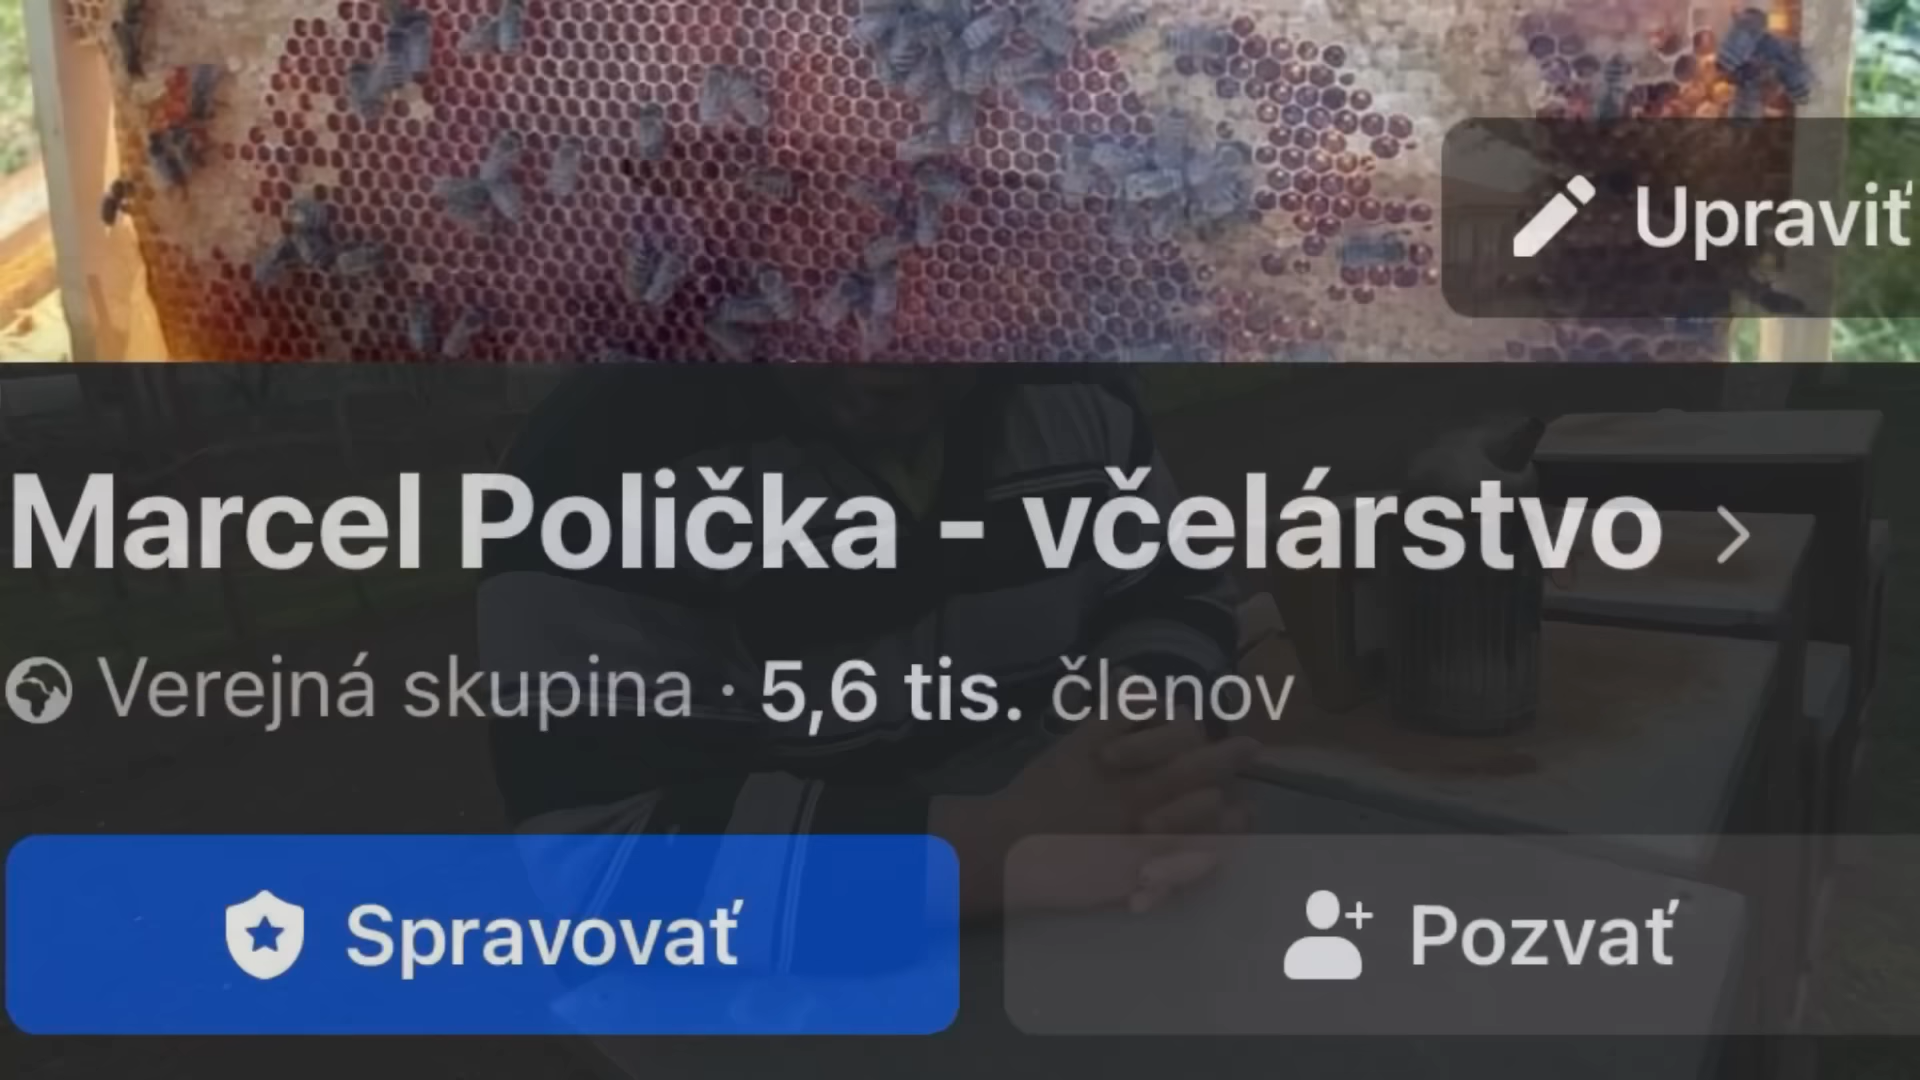 Upraviť
Marcel Polička - včelárstvo
Verejná skupina · 5,6 tis. členov
Spravovať
Pozvať